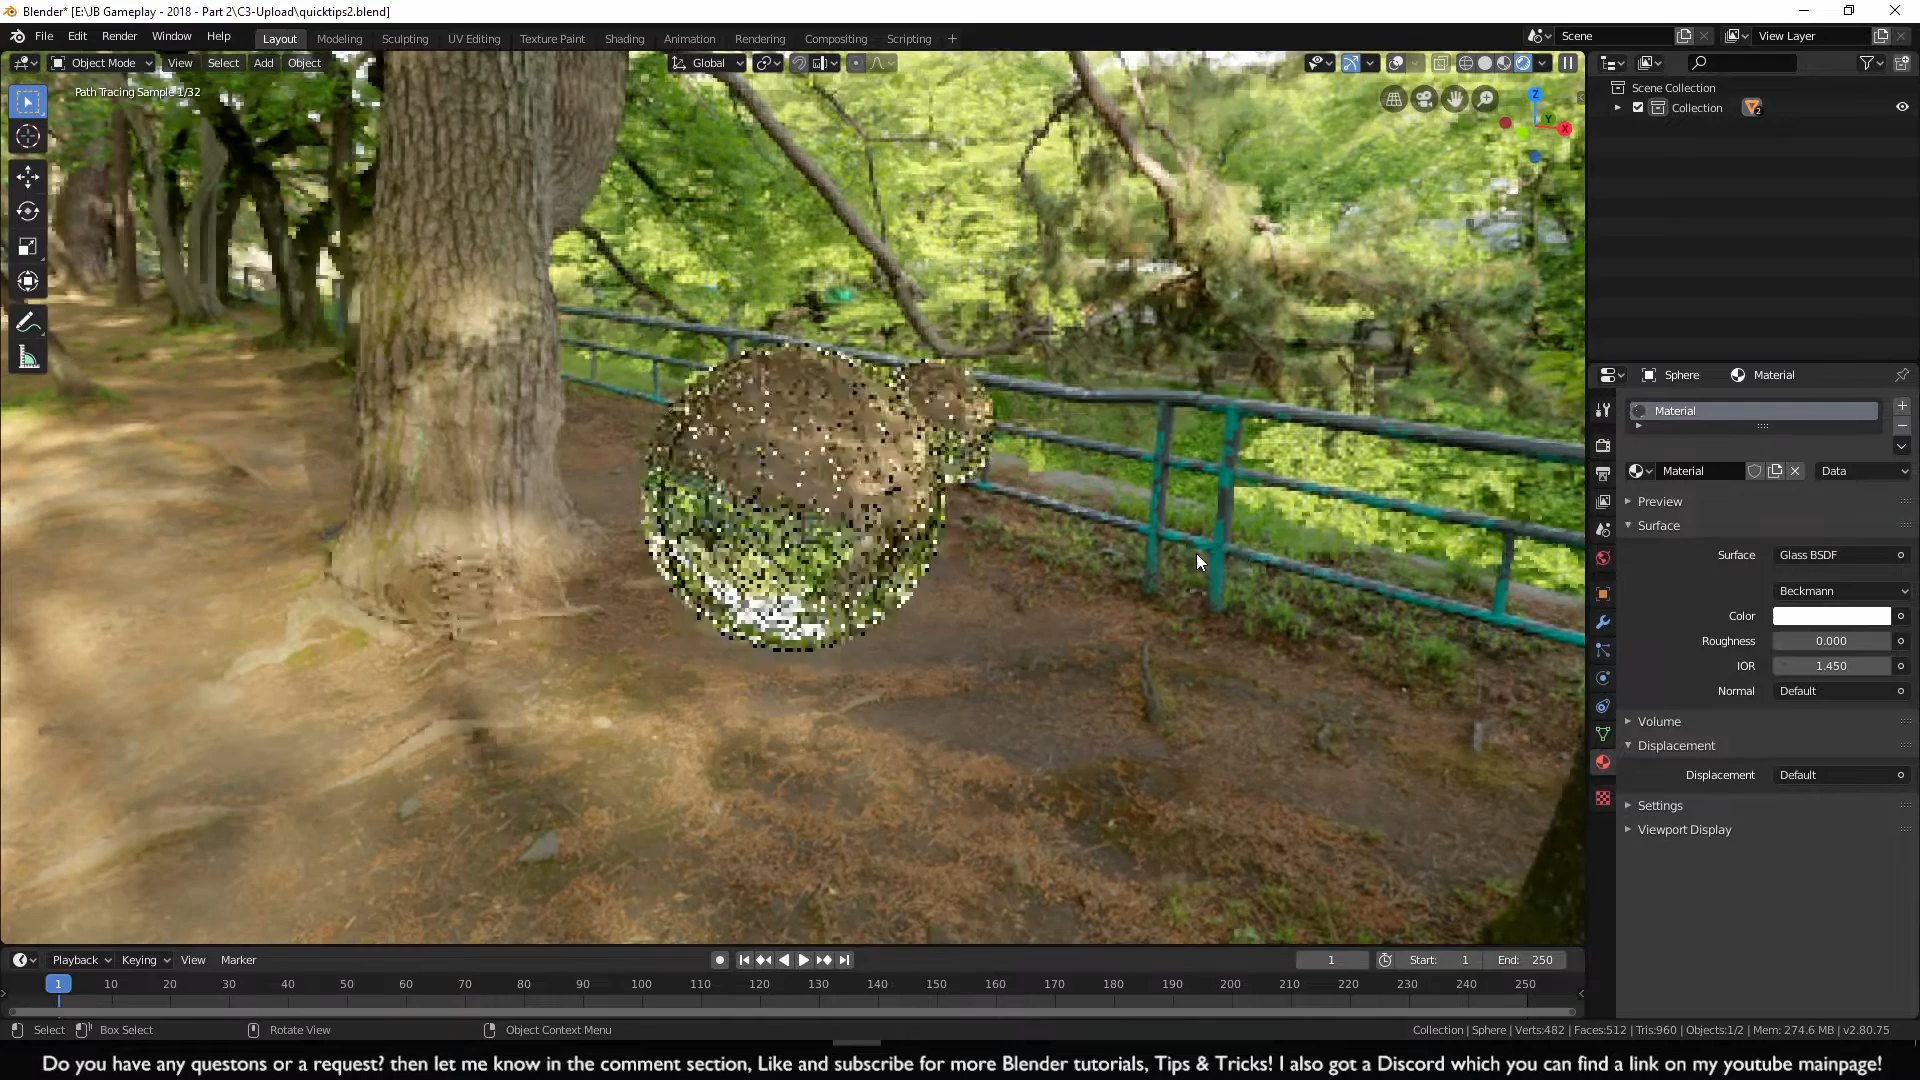 Blender* [E:\JB Gameplay - 2018 - Part 2\C3-Upload\quicktips2.blend]
File Edit Render Window Help
Layout Modeling Sculpting UV Editing Texture Paint Shading Animation Rendering Compositing Scripting +
Scene
View Layer
Object Mode View Select Add Object
Global
Path Tracing Sample 1/32
Z
Y
X
Scene Collection
Collection 2
Sphere Material
Material
Material Data
Preview
Surface
Surface Glass BSDF
Beckmann
Color
Roughness 0.000
IOR 1.450
Normal Default
Volume
Displacement
Displacement Default
Settings
Viewport Display
Playback Keying View Marker
1 Start: 1 End: 250
1 10 20 30 40 50 60 70 80 90 100 110 120 130 140 150 160 170 180 190 200 210 220 230 240 250
Select Box Select Rotate View Object Context Menu
Collection | Sphere | Verts:482 | Faces:512 | Tris:960 | Objects:1/2 | Mem: 274.6 MB | v2.80.75
Do you have any questons or a request? then let me know in the comment section, Like and subscribe for more Blender tutorials, Tips & Tricks! I also got a Discord which you can find a link on my youtube mainpage!